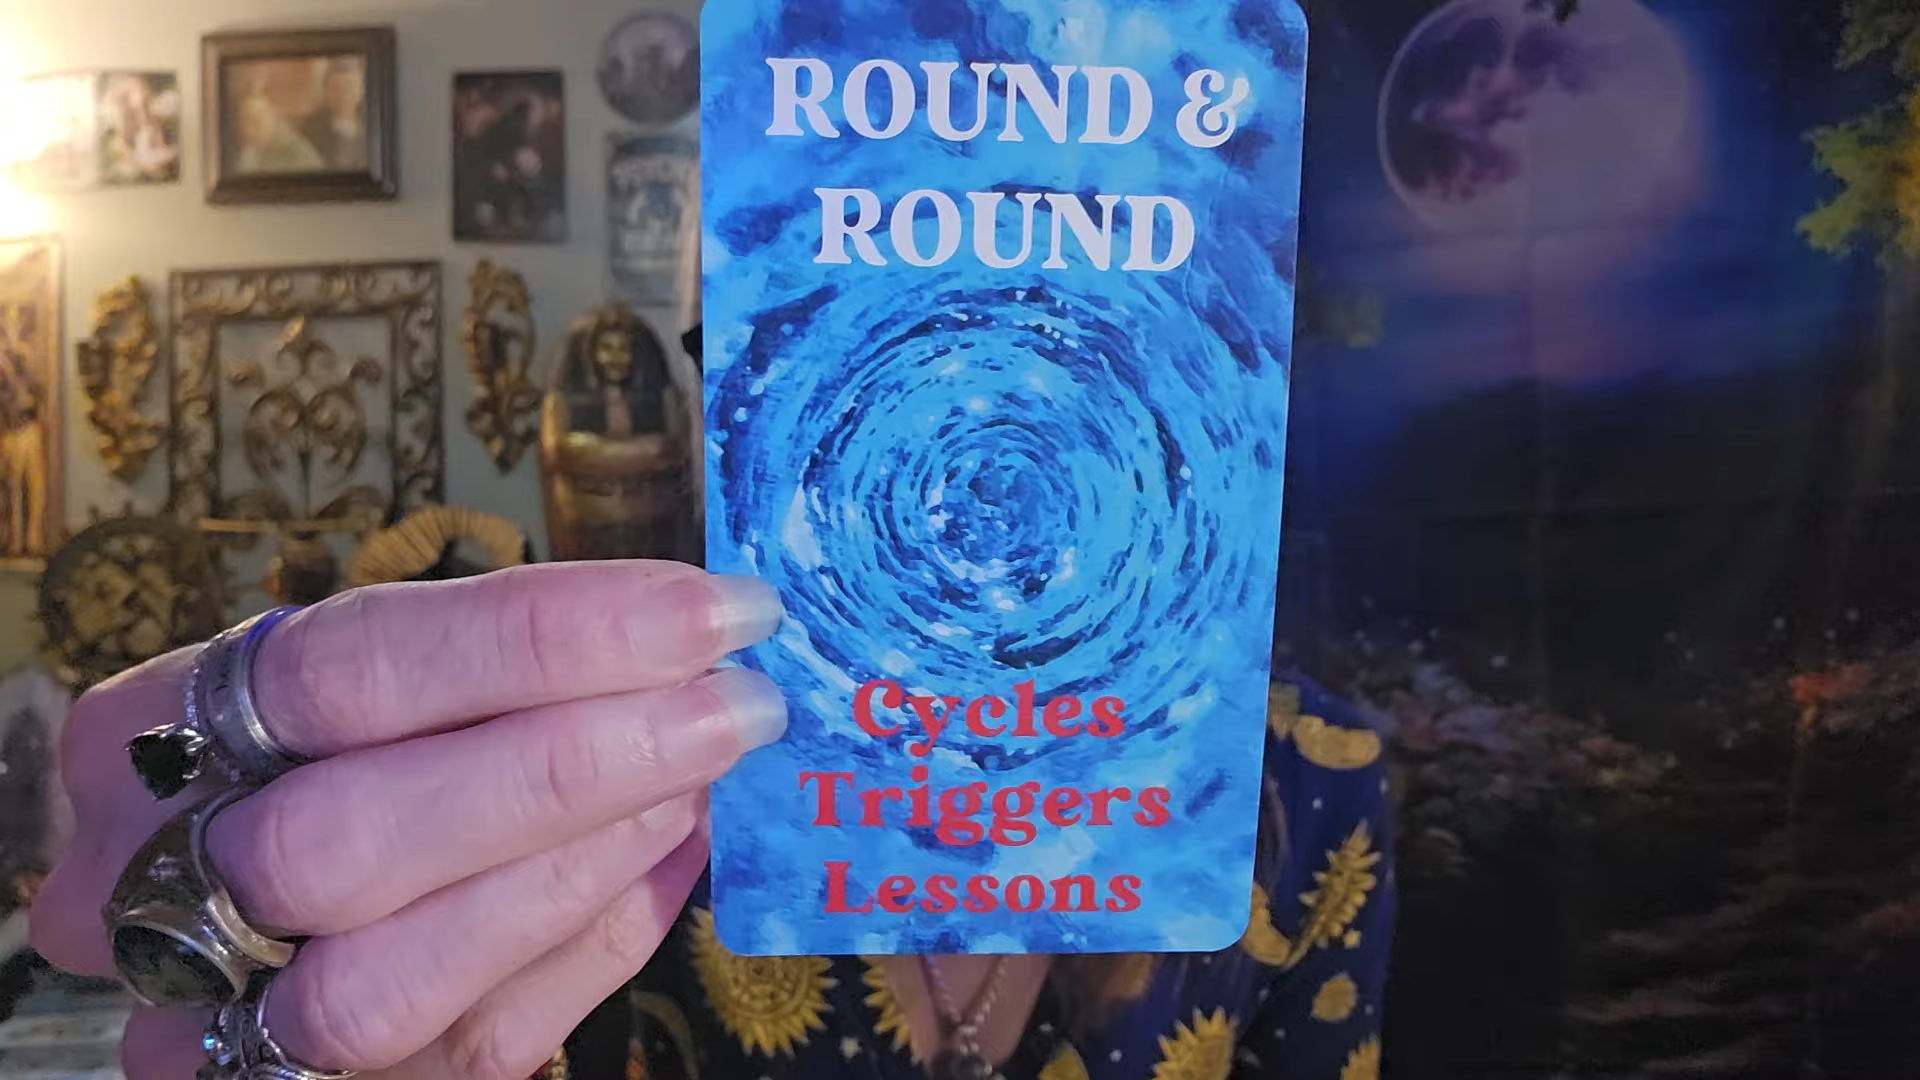 ROUND &
ROUND
Cycles
Triggers
Lessons